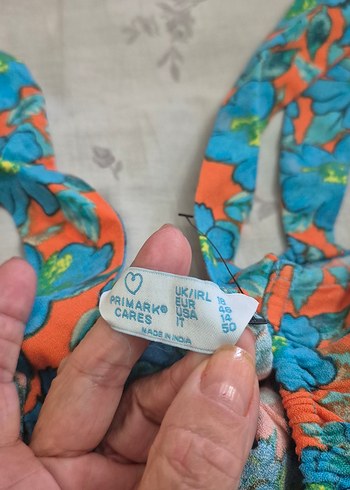 PRIMARK®
CARES
MADE IN INDIA
UK/IRL 18
EUR 46
USA 14
IT 50